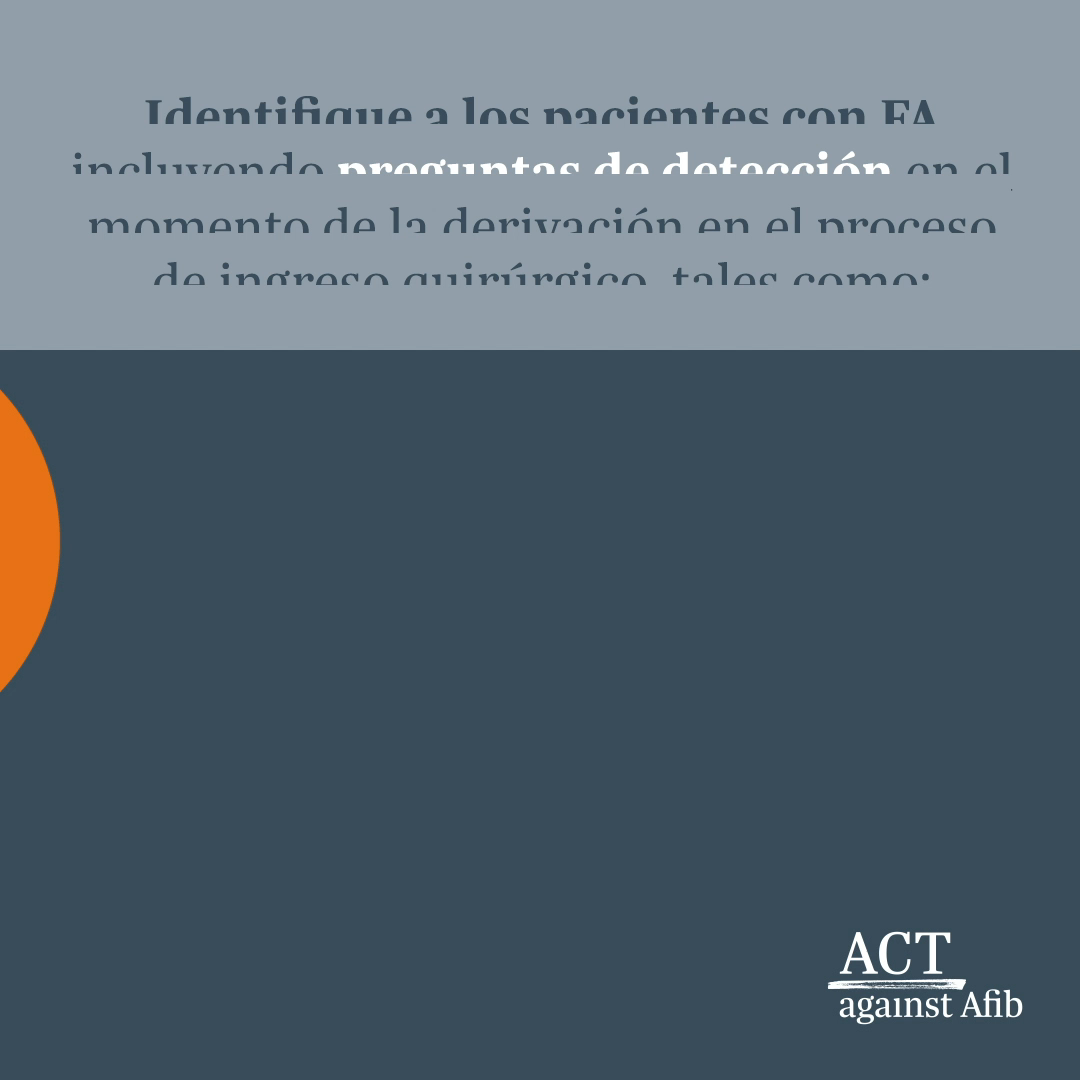 Identifique a los pacientes con FA
incluyendo preguntas de detección en el
momento de la derivación en el proceso
de ingreso quirúrgico, tales como:
ACT
against Afib